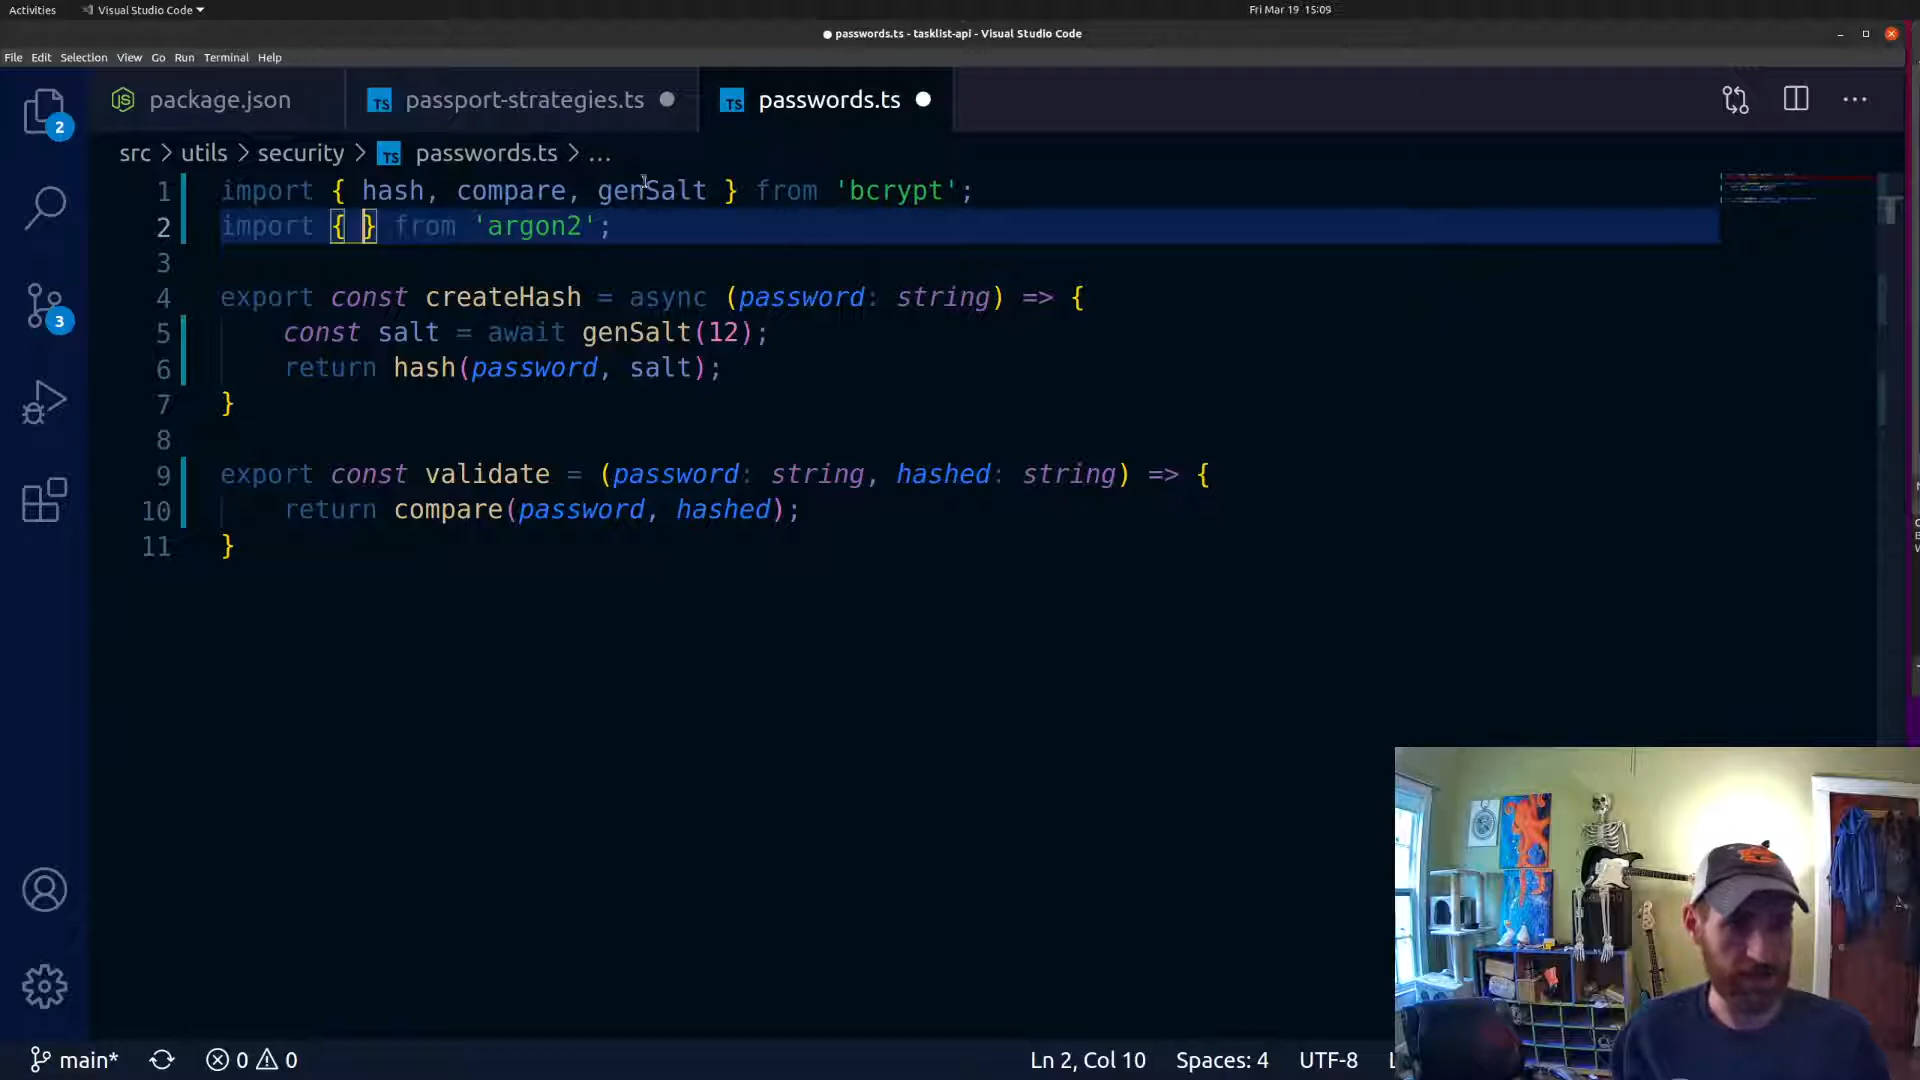 Activities Visual Studio Code Fri Mar 19 15:09
passwords.ts - tasklist-api - Visual Studio Code
File Edit Selection View Go Run Terminal Help
package.json TS passport-strategies.ts TS passwords.ts
2
src > utils > security > TS passwords.ts > ...
1 import { hash, compare, genSalt } from 'bcrypt';
2 import { } from 'argon2';
3
4 export const createHash = async (password: string) => {
3
5 const salt = await genSalt(12);
6 return hash(password, salt);
7 }
8
9 export const validate = (password: string, hashed: string) => {
10 return compare(password, hashed);
11 }
main* 0 0 Ln 2, Col 10 Spaces: 4 UTF-8